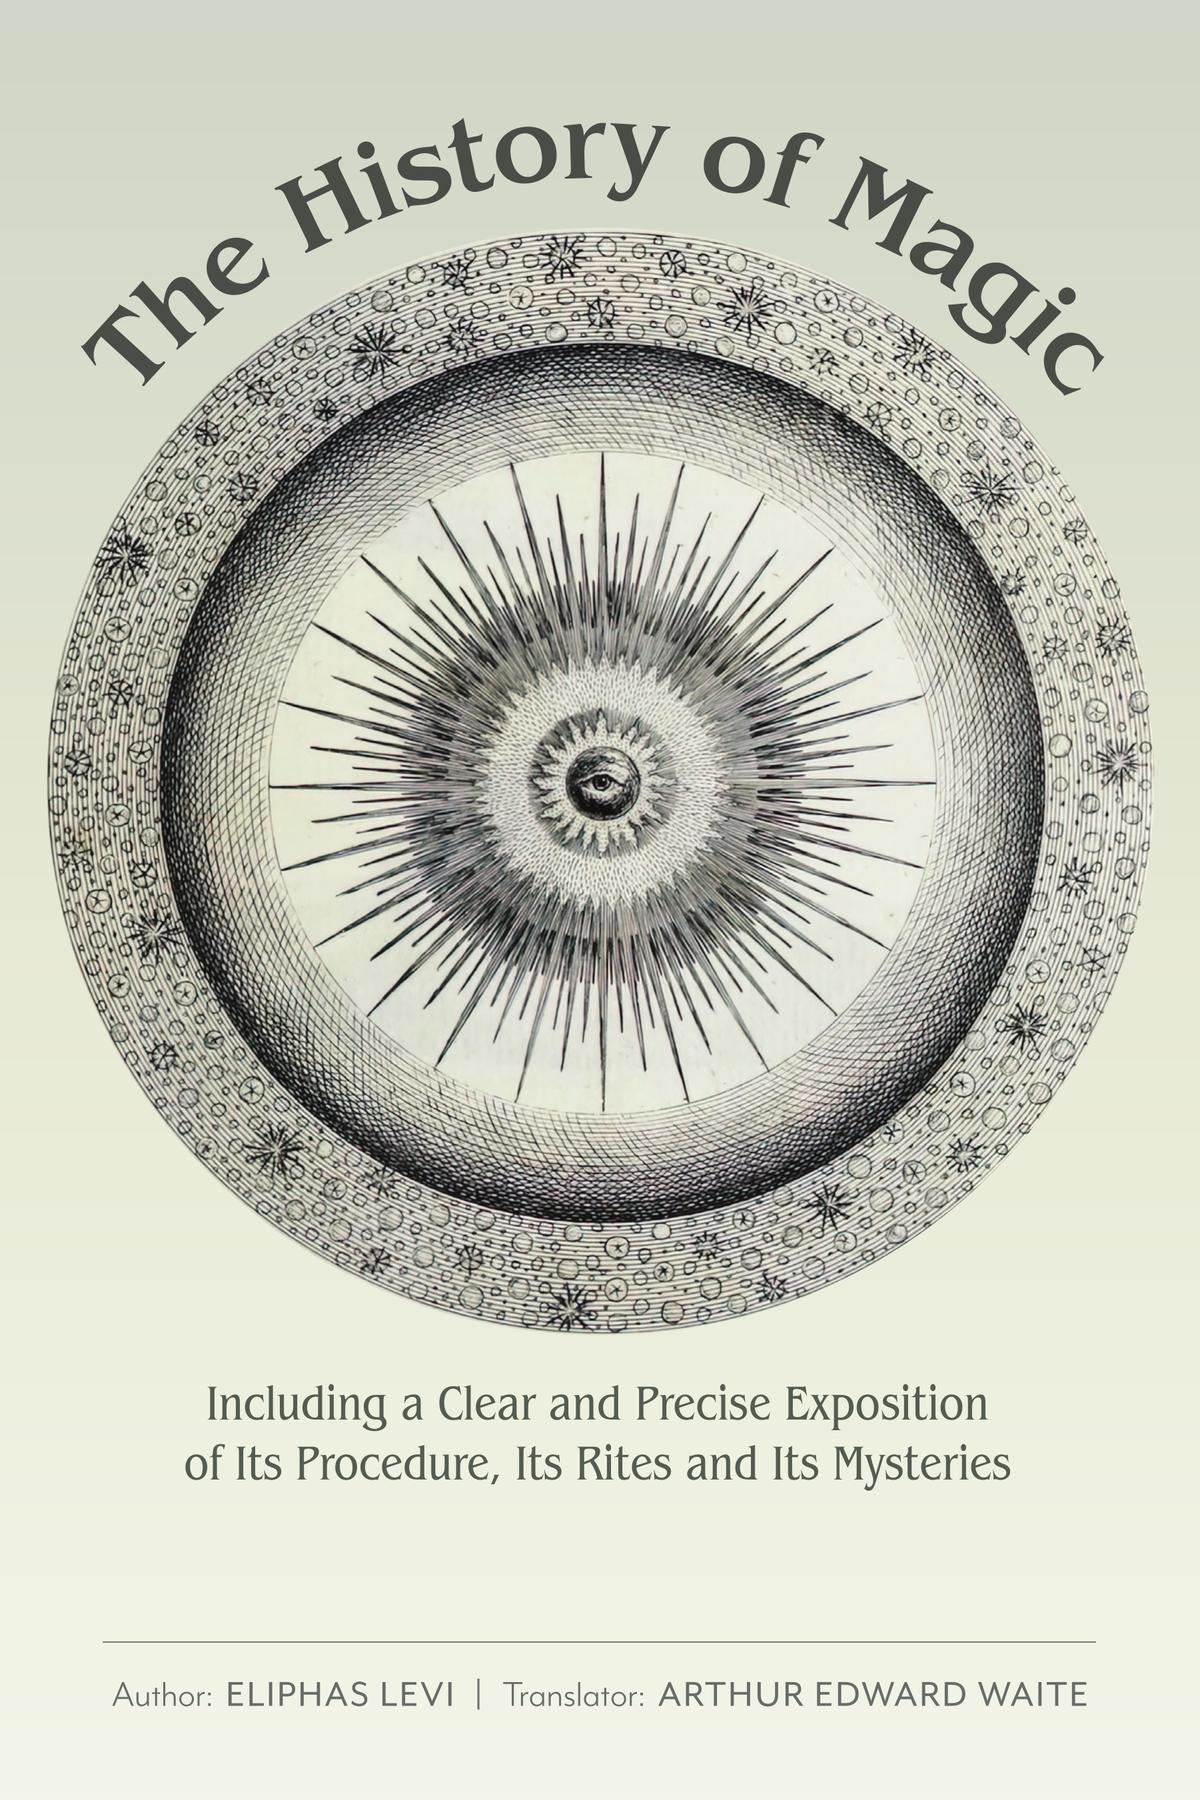 The History of Magic
Including a Clear and Precise Exposition
of Its Procedure, Its Rites and Its Mysteries
Author: ELIPHAS LEVI | Translator: ARTHUR EDWARD WAITE